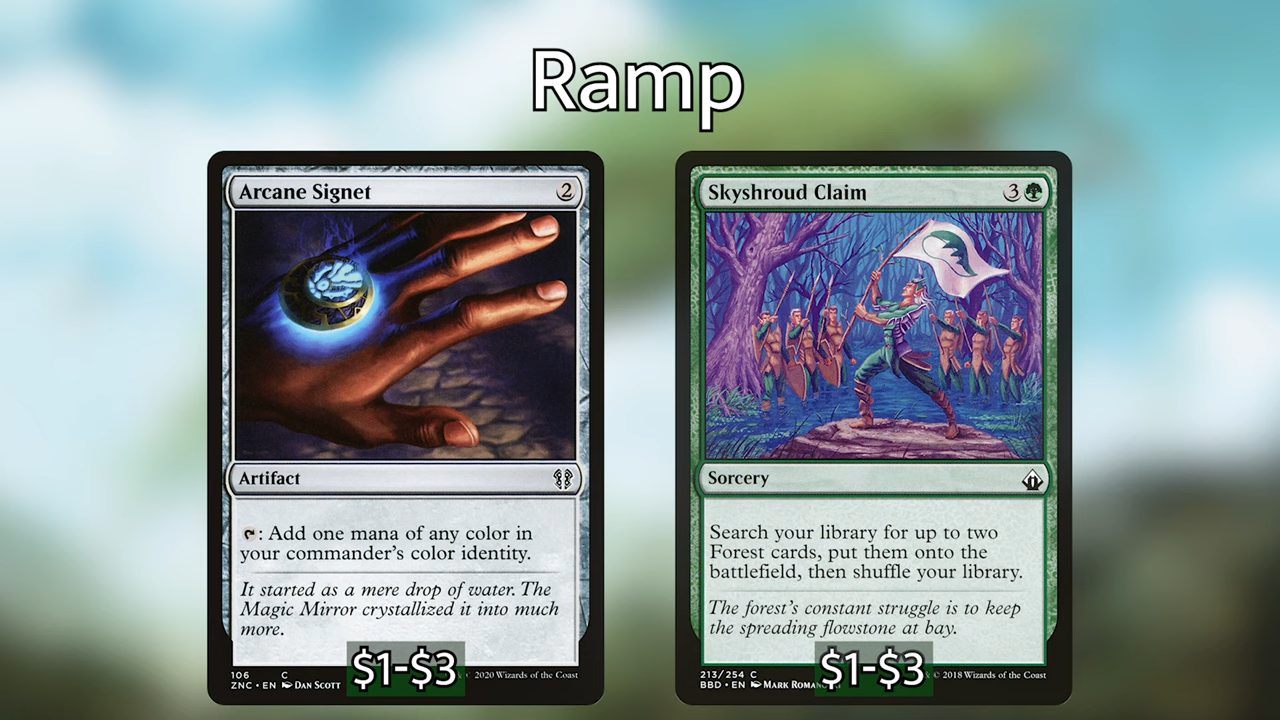 Ramp
Arcane Signet 2
Artifact
: Add one mana of any color in
your commander's color identity.
It started as a mere drop of water. The
Magic Mirror crystallized it into much
more.
106 C
ZNC • EN DAN SCOTT
2020 Wizards of the Coast
$1-$3
Skyshroud Claim 3
Sorcery
Search your library for up to two
Forest cards, put them onto the
battlefield, then shuffle your library.
The forest's constant struggle is to keep
the spreading flowstone at bay.
213/254 C
BBD • EN MARK
© 2018 Wizards of the Coast
$1-$3